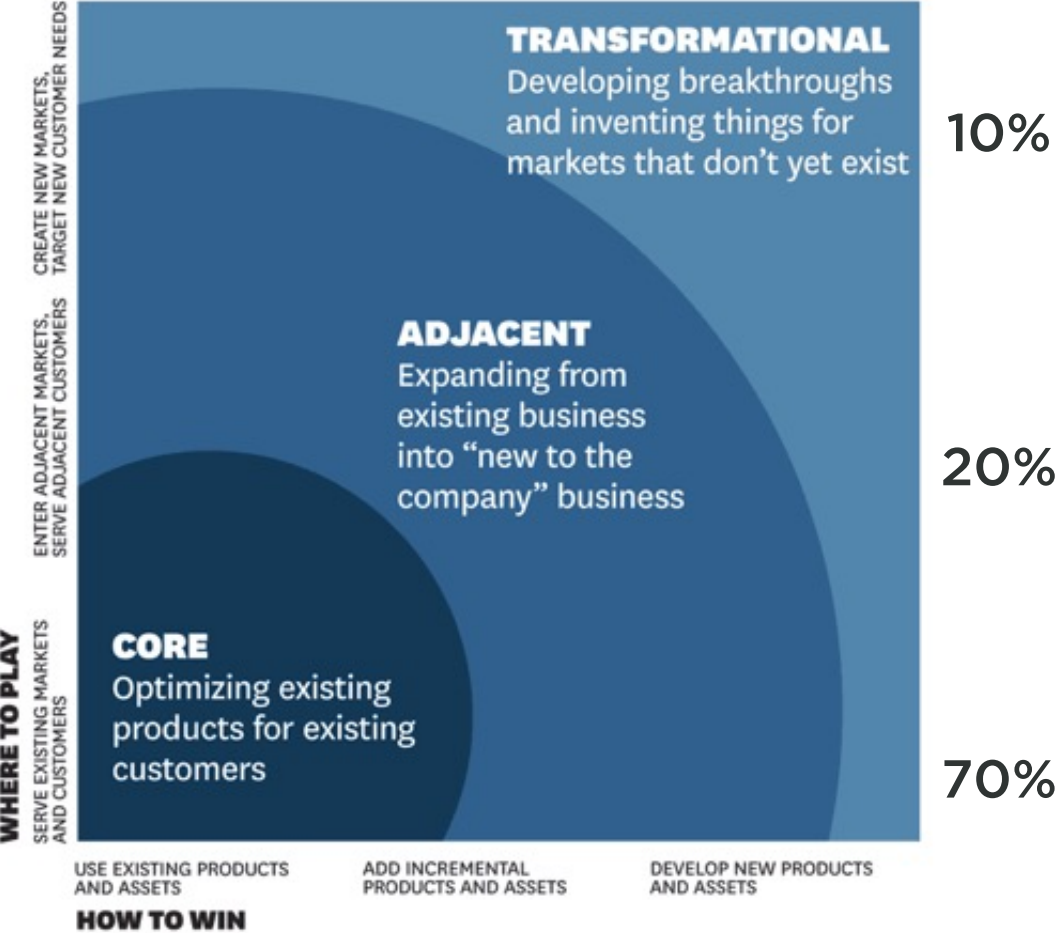 TRANSFORMATIONAL
Developing breakthroughs
and inventing things for
markets that don’t yet exist
10%
ADJACENT
Expanding from
existing business
into “new to the
company” business
20%
CORE
Optimizing existing
products for existing
customers
70%
WHERE TO PLAY
CREATE NEW MARKETS,
TARGET NEW CUSTOMER NEEDS
ENTER ADJACENT MARKETS,
SERVE ADJACENT CUSTOMERS
SERVE EXISTING MARKETS
AND CUSTOMERS
USE EXISTING PRODUCTS
AND ASSETS
ADD INCREMENTAL
PRODUCTS AND ASSETS
DEVELOP NEW PRODUCTS
AND ASSETS
HOW TO WIN